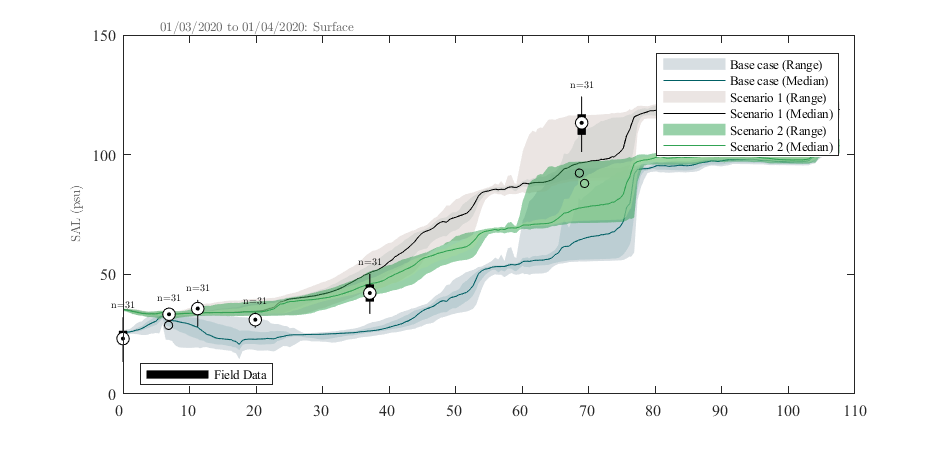 01/03/2020 to 01/04/2020: Surface
150
100
50
0
SAL (psu)
n=31
n=31
n=31
n=31
n=31
n=31
Base case (Range)
Base case (Median)
Scenario 1 (Range)
Scenario 1 (Median)
Scenario 2 (Range)
Scenario 2 (Median)
Field Data
0 10 20 30 40 50 60 70 80 90 100 110